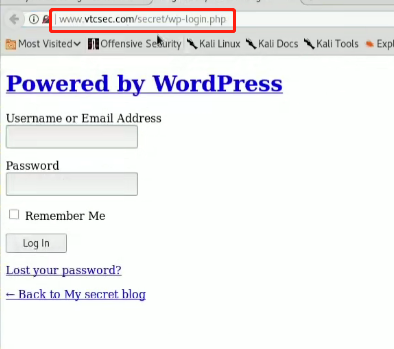 www.vtcsec.com/secret/wp-login.php
Most Visited Offensive Security Kali Linux Kali Docs Kali Tools Expl
Powered by WordPress
Username or Email Address
Password
Remember Me
Log In
Lost your password?
← Back to My secret blog